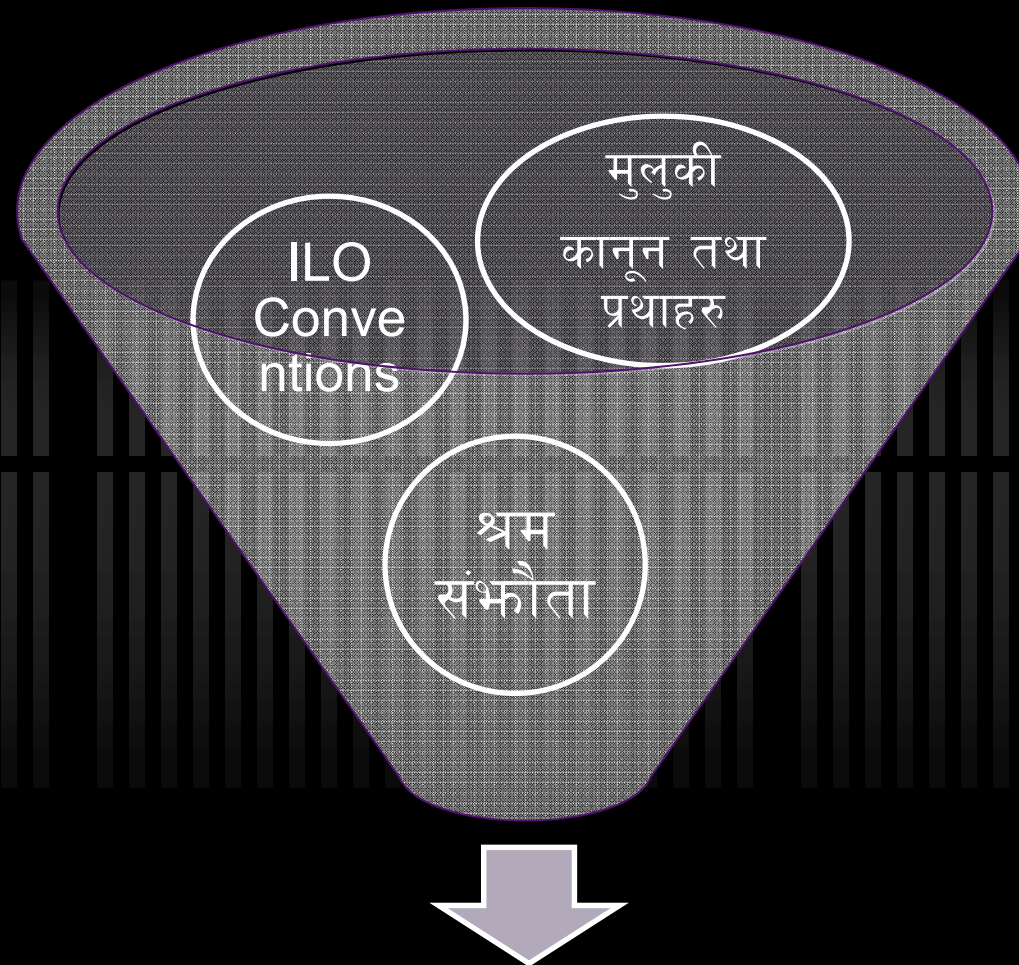 मुलुकी
कानून तथा
प्रथाहरु
ILO
Conve
ntions
श्रम
संझौता